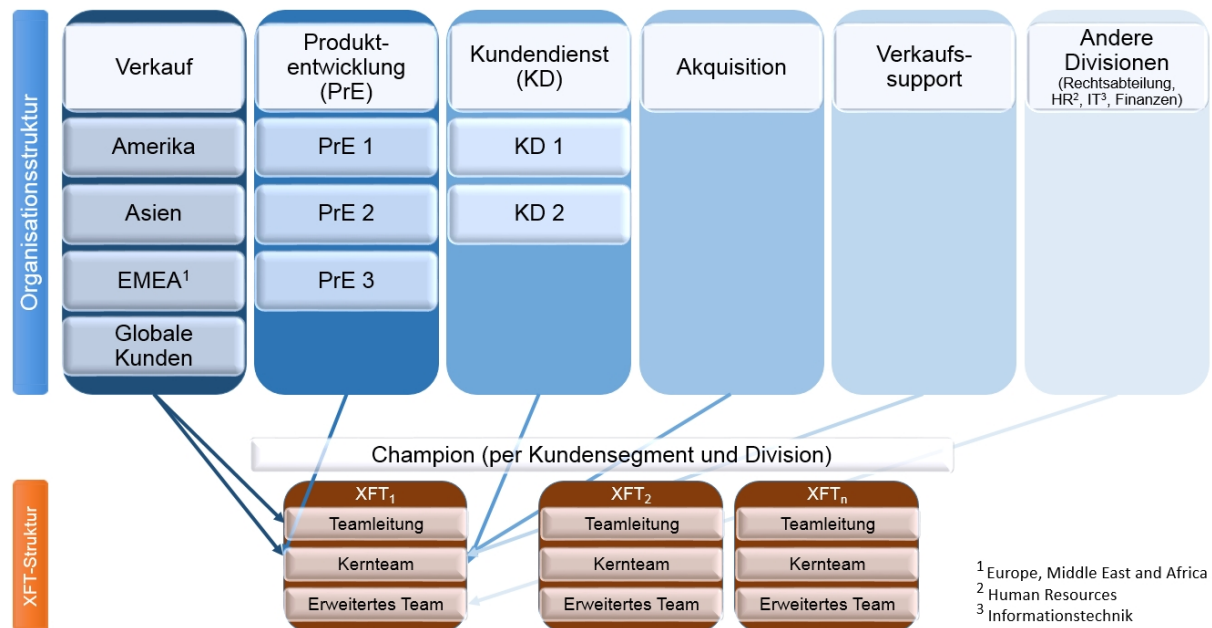 Organisationsstruktur
Verkauf
Amerika
Asien
EMEA¹
Globale
Kunden
Produkt-
entwicklung
(PrE)
PrE 1
PrE 2
PrE 3
Kundendienst
(KD)
KD 1
KD 2
Akquisition
Verkaufs-
support
Andere
Divisionen
(Rechtsabteilung,
HR², IT³, Finanzen)
Champion (per Kundensegment und Division)
XFT-Struktur
XFT₁
Teamleitung
Kernteam
Erweitertes Team
XFT₂
Teamleitung
Kernteam
Erweitertes Team
XFTₙ
Teamleitung
Kernteam
Erweitertes Team
¹ Europe, Middle East and Africa
² Human Resources
³ Informationstechnik